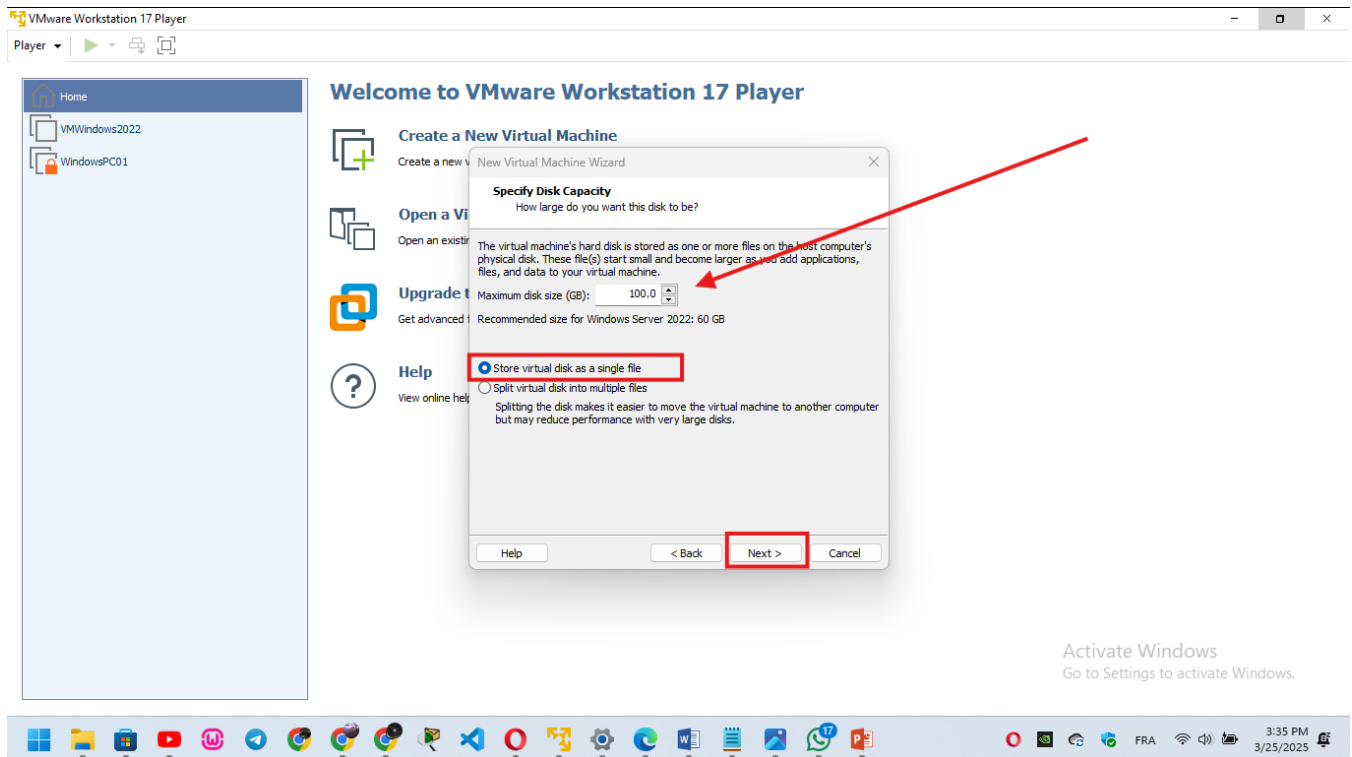 VMware Workstation 17 Player
Player
Home
VMWindows2022
WindowsPC01
Welcome to VMware Workstation 17 Player
Create a New Virtual Machine
Create a new v
Open a Vi
Open an existin
Upgrade t
Get advanced f
Help
View online help
New Virtual Machine Wizard
Specify Disk Capacity
How large do you want this disk to be?
The virtual machine's hard disk is stored as one or more files on the host computer's
physical disk. These file(s) start small and become larger as you add applications,
files, and data to your virtual machine.
Maximum disk size (GB): 100.0
Recommended size for Windows Server 2022: 60 GB
Store virtual disk as a single file
Split virtual disk into multiple files
Splitting the disk makes it easier to move the virtual machine to another computer
but may reduce performance with very large disks.
Help < Back Next > Cancel
Activate Windows
Go to Settings to activate Windows.
17
FRA
3:35 PM
3/25/2025